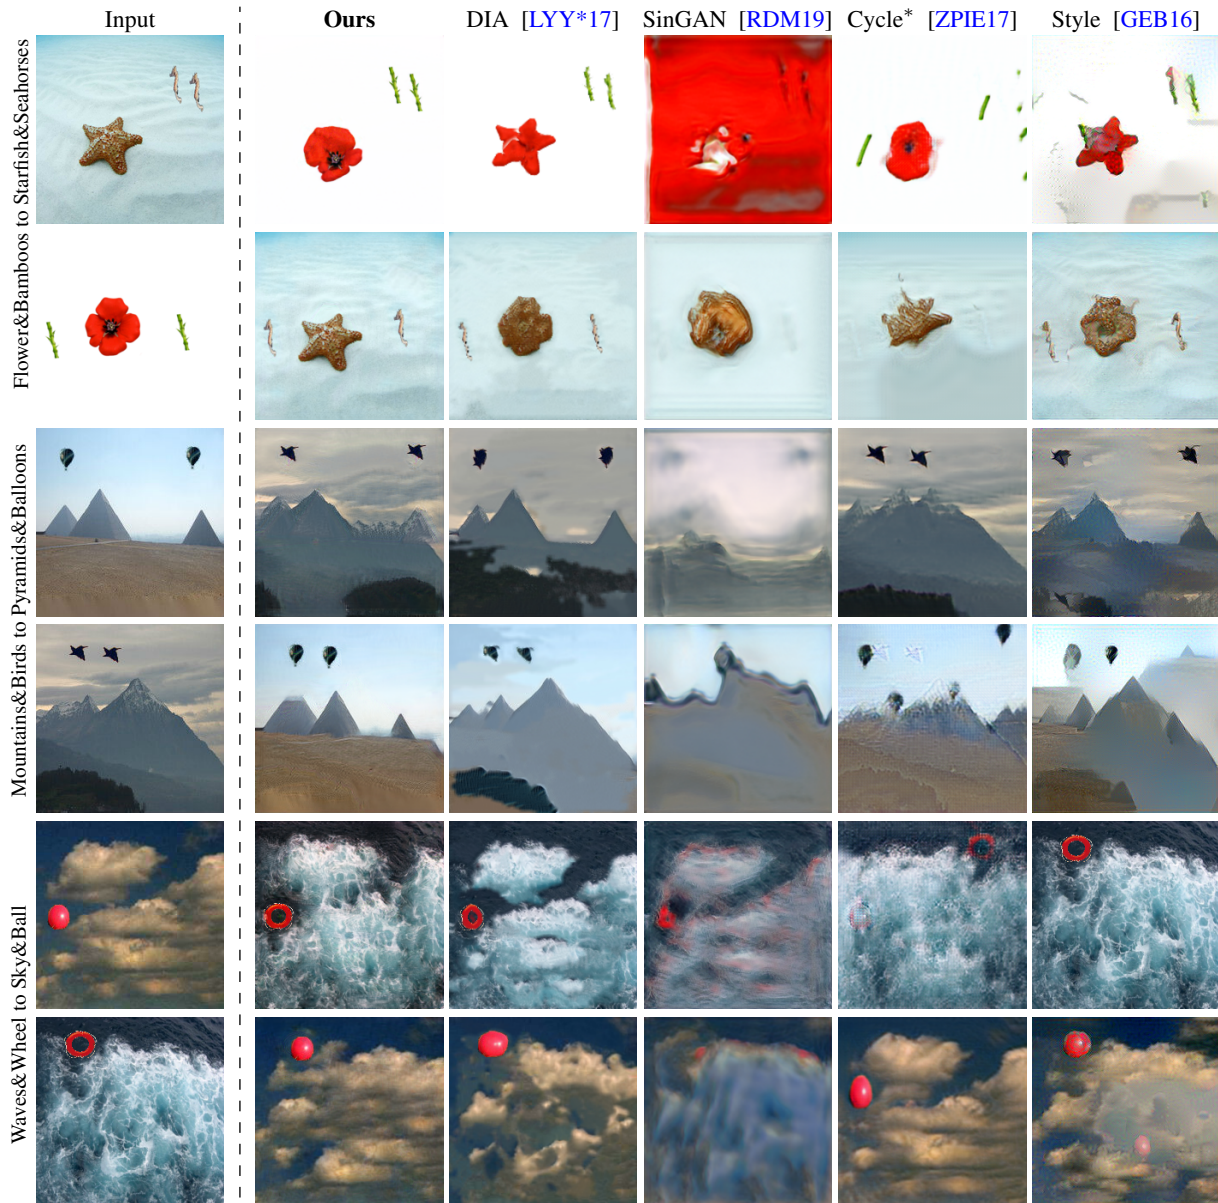 Input
Ours
DIA [LYY*17]
SinGAN [RDM19]
Cycle* [ZPIE17]
Style [GEB16]
Flower&Bamboos to Starfish&Seahorses
Mountains&Birds to Pyramids&Balloons
Waves&Wheel to Sky&Ball